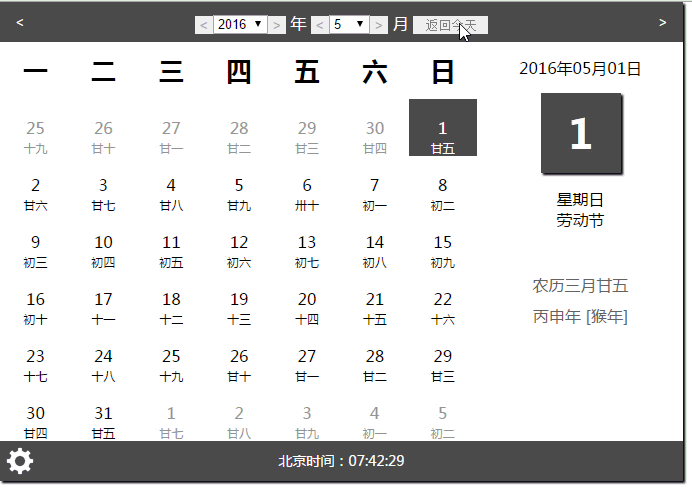 < < 2016 > 年 < 5 > 月 返回今天 >
一 二 三 四 五 六 日
25 26 27 28 29 30 1
十九 廿十 廿一 廿二 廿三 廿四 廿五
2 3 4 5 6 7 8
廿六 廿七 廿八 廿九 卅十 初一 初二
9 10 11 12 13 14 15
初三 初四 初五 初六 初七 初八 初九
16 17 18 19 20 21 22
初十 十一 十二 十三 十四 十五 十六
23 24 25 26 27 28 29
十七 十八 十九 廿十 廿一 廿二 廿三
30 31 1 2 3 4 5
廿四 廿五 廿七 廿八 廿九 初一 初二
2016年05月01日
1
星期日
劳动节
农历三月廿五
丙申年 [猴年]
北京时间：07:42:29